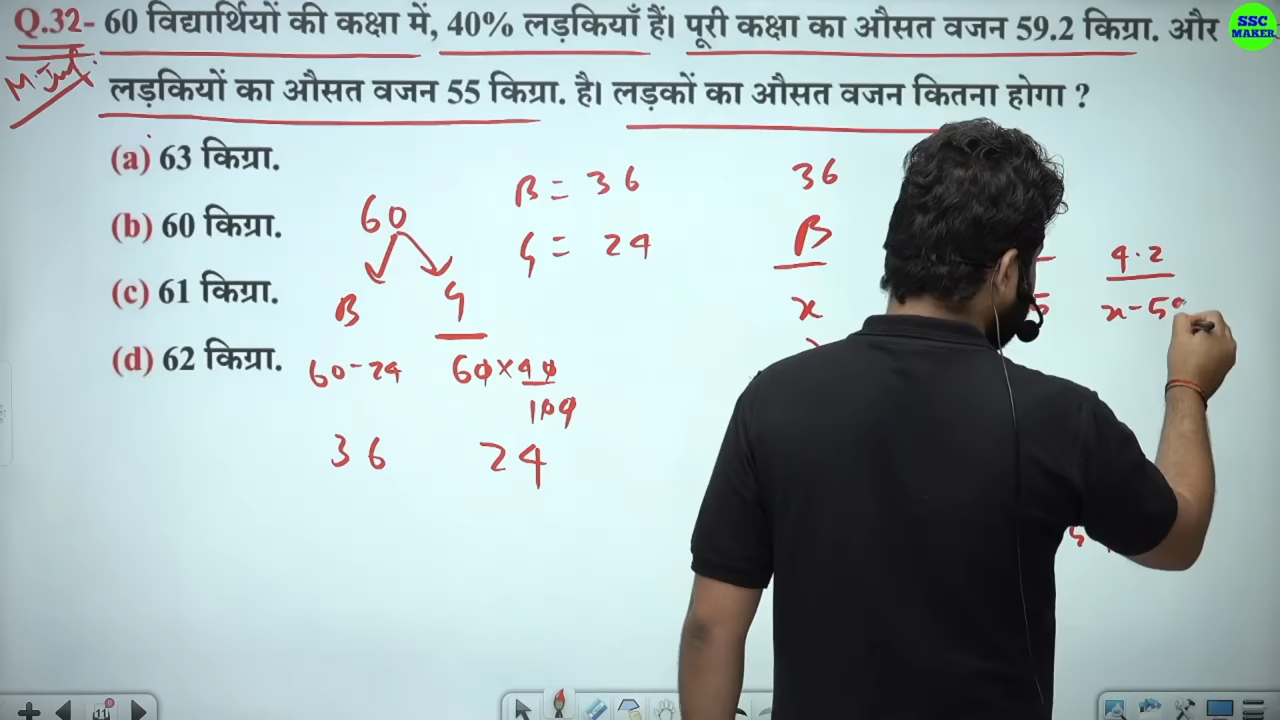 Q.32- 60 विद्यार्थियों की कक्षा में, 40% लड़कियाँ हैं। पूरी कक्षा का औसत वजन 59.2 किग्रा. और
SSC MAKER
लड़कियों का औसत वजन 55 किग्रा. है। लड़कों का औसत वजन कितना होगा ?
(a) 63 किग्रा.
(b) 60 किग्रा.
(c) 61 किग्रा.
(d) 62 किग्रा.
60
B
G
60-24
60×40
100
36
24
B = 36
G = 24
36
B
x
4.2
x-59
11